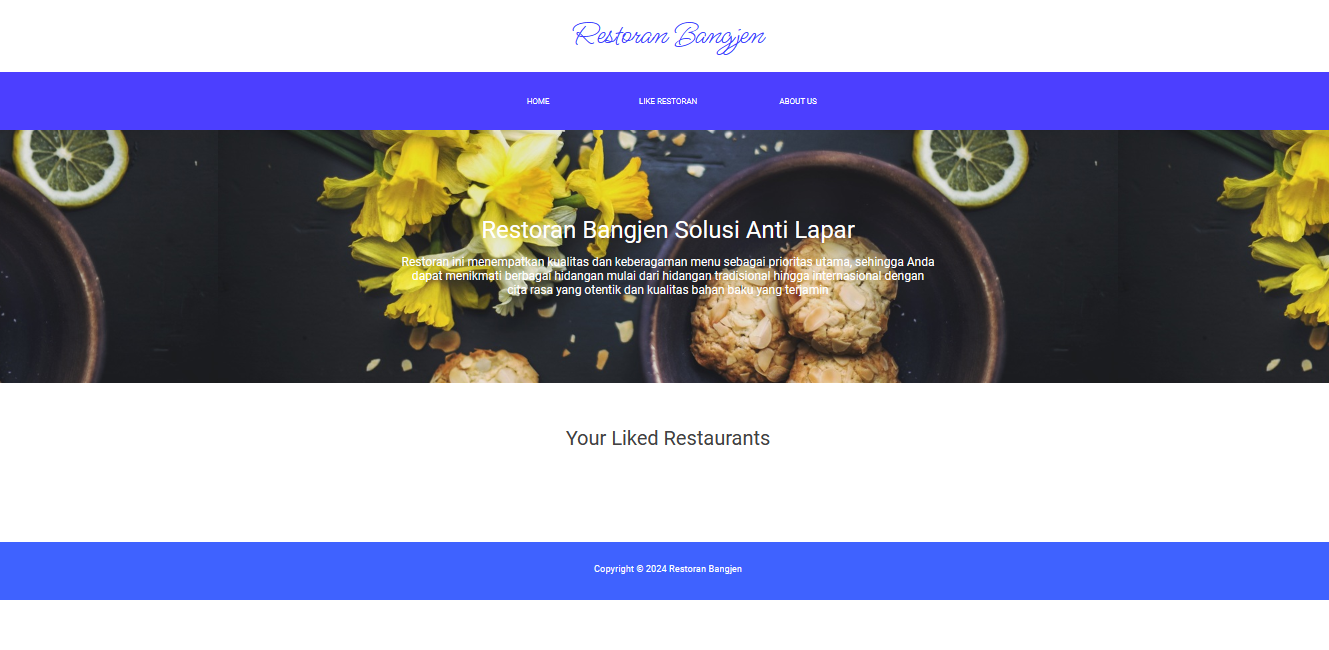 Restoran Bangjen
HOME LIKE RESTORAN ABOUT US
Restoran Bangjen Solusi Anti Lapar
Restoran ini menempatkan kualitas dan keberagaman menu sebagai prioritas utama, sehingga Anda
dapat menikmati berbagai hidangan mulai dari hidangan tradisional hingga internasional dengan
cita rasa yang otentik dan kualitas bahan baku yang terjamin
Your Liked Restaurants
Copyright © 2024 Restoran Bangjen